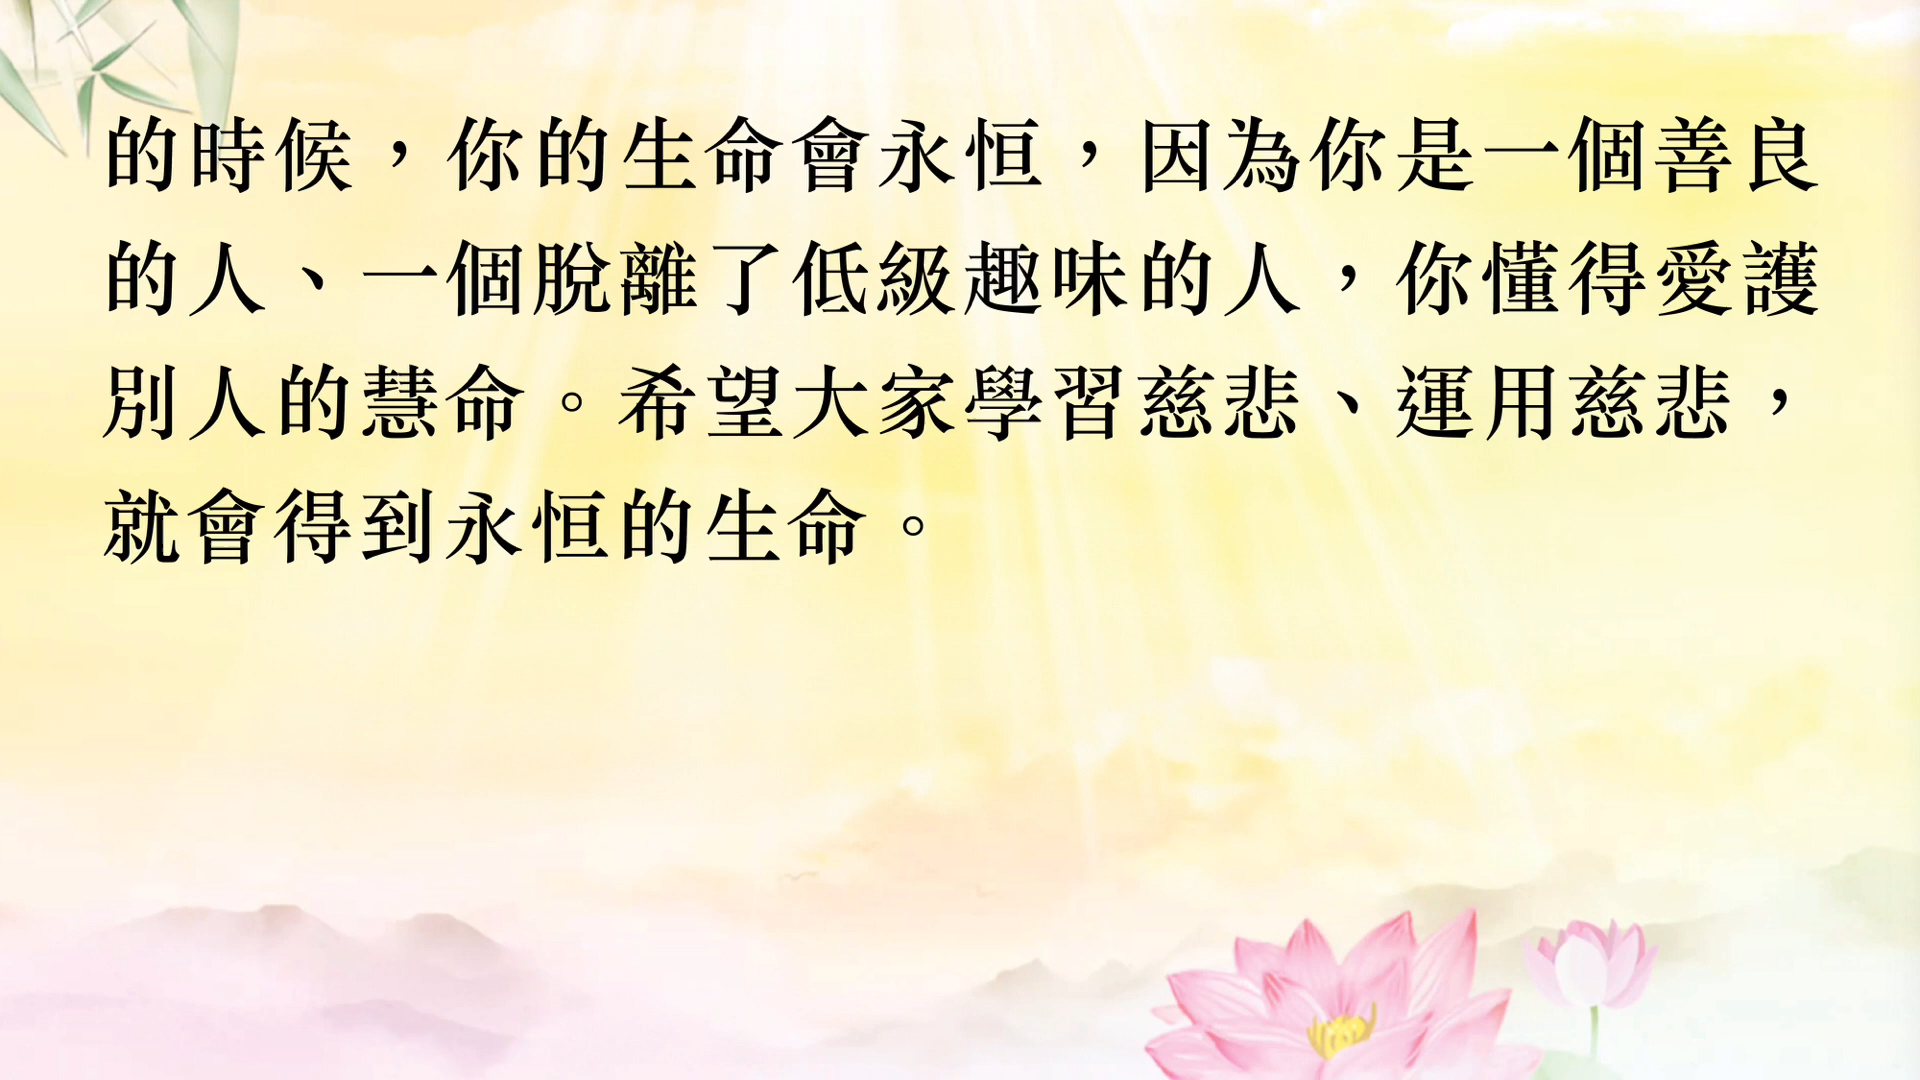 的時候，你的生命會永恒，因為你是一個善良
的人、一個脫離了低級趣味的人，你懂得愛護
別人的慧命。希望大家學習慈悲、運用慈悲，
就會得到永恒的生命。